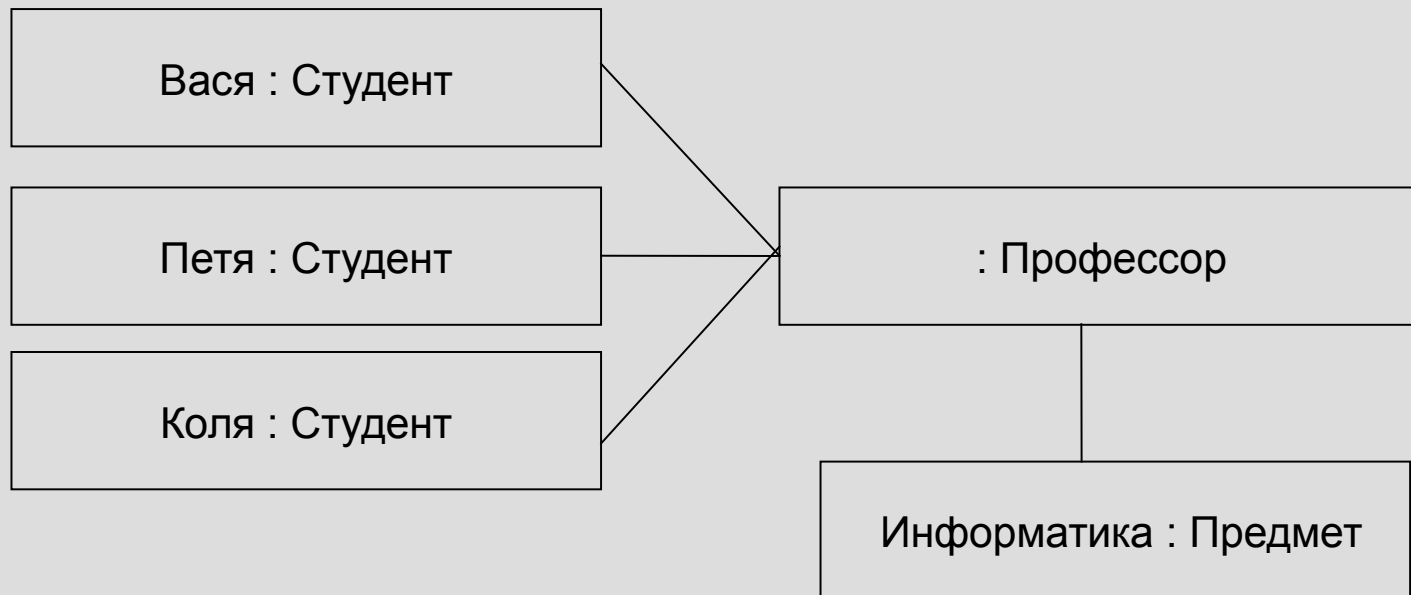 Вася : Студент
Петя : Студент
: Профессор
Коля : Студент
Информатика : Предмет